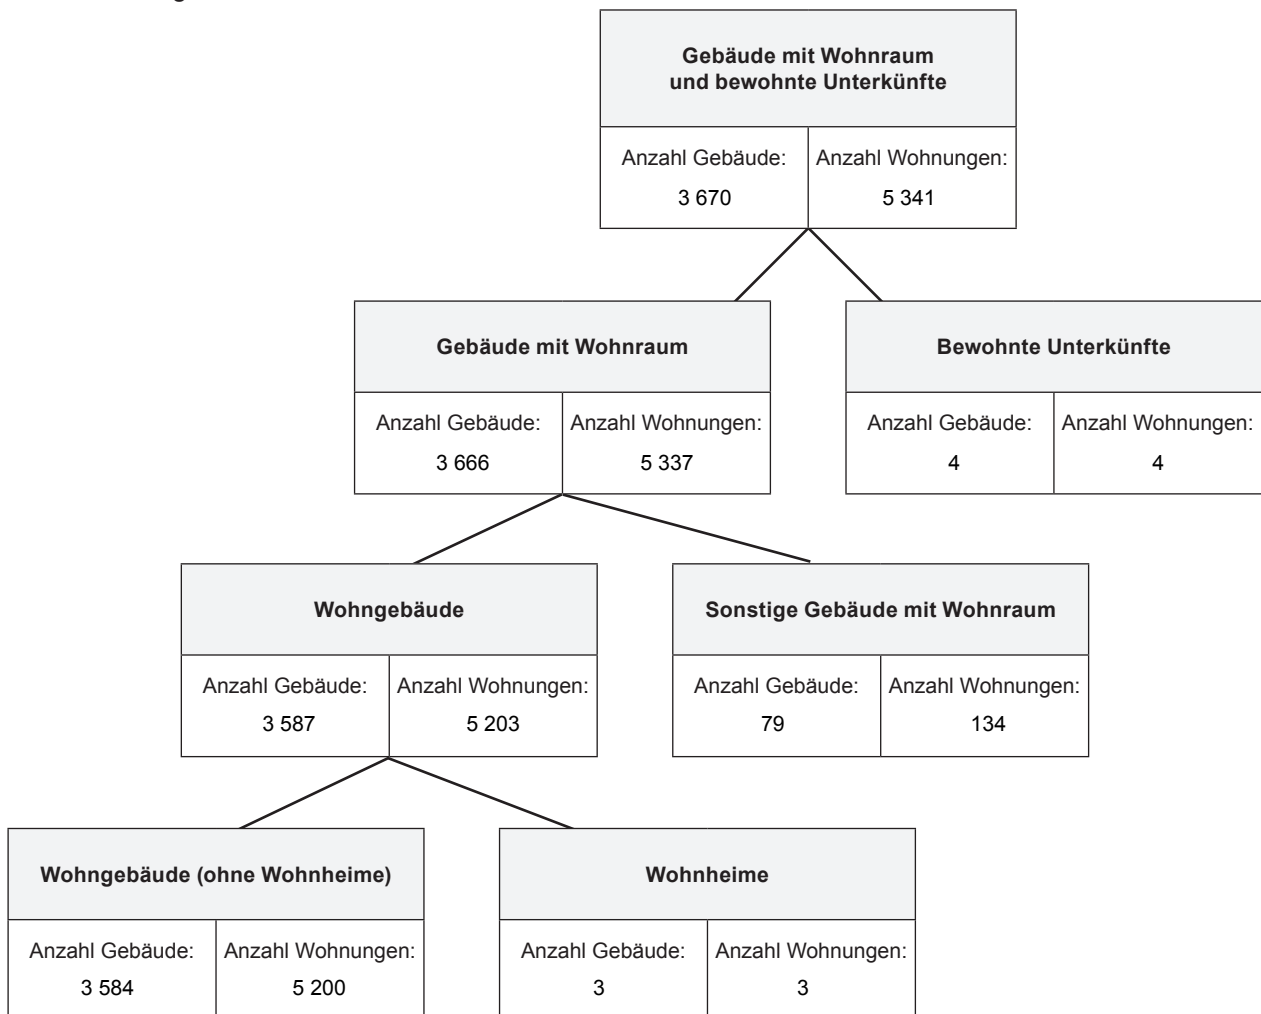 Gebäude mit Wohnraum
und bewohnte Unterkünfte
Anzahl Gebäude: Anzahl Wohnungen:
3 670 5 341
Gebäude mit Wohnraum Bewohnte Unterkünfte
Anzahl Gebäude: Anzahl Wohnungen: Anzahl Gebäude: Anzahl Wohnungen:
3 666 5 337 4 4
Wohngebäude Sonstige Gebäude mit Wohnraum
Anzahl Gebäude: Anzahl Wohnungen: Anzahl Gebäude: Anzahl Wohnungen:
3 587 5 203 79 134
Wohngebäude (ohne Wohnheime) Wohnheime
Anzahl Gebäude: Anzahl Wohnungen: Anzahl Gebäude: Anzahl Wohnungen:
3 584 5 200 3 3